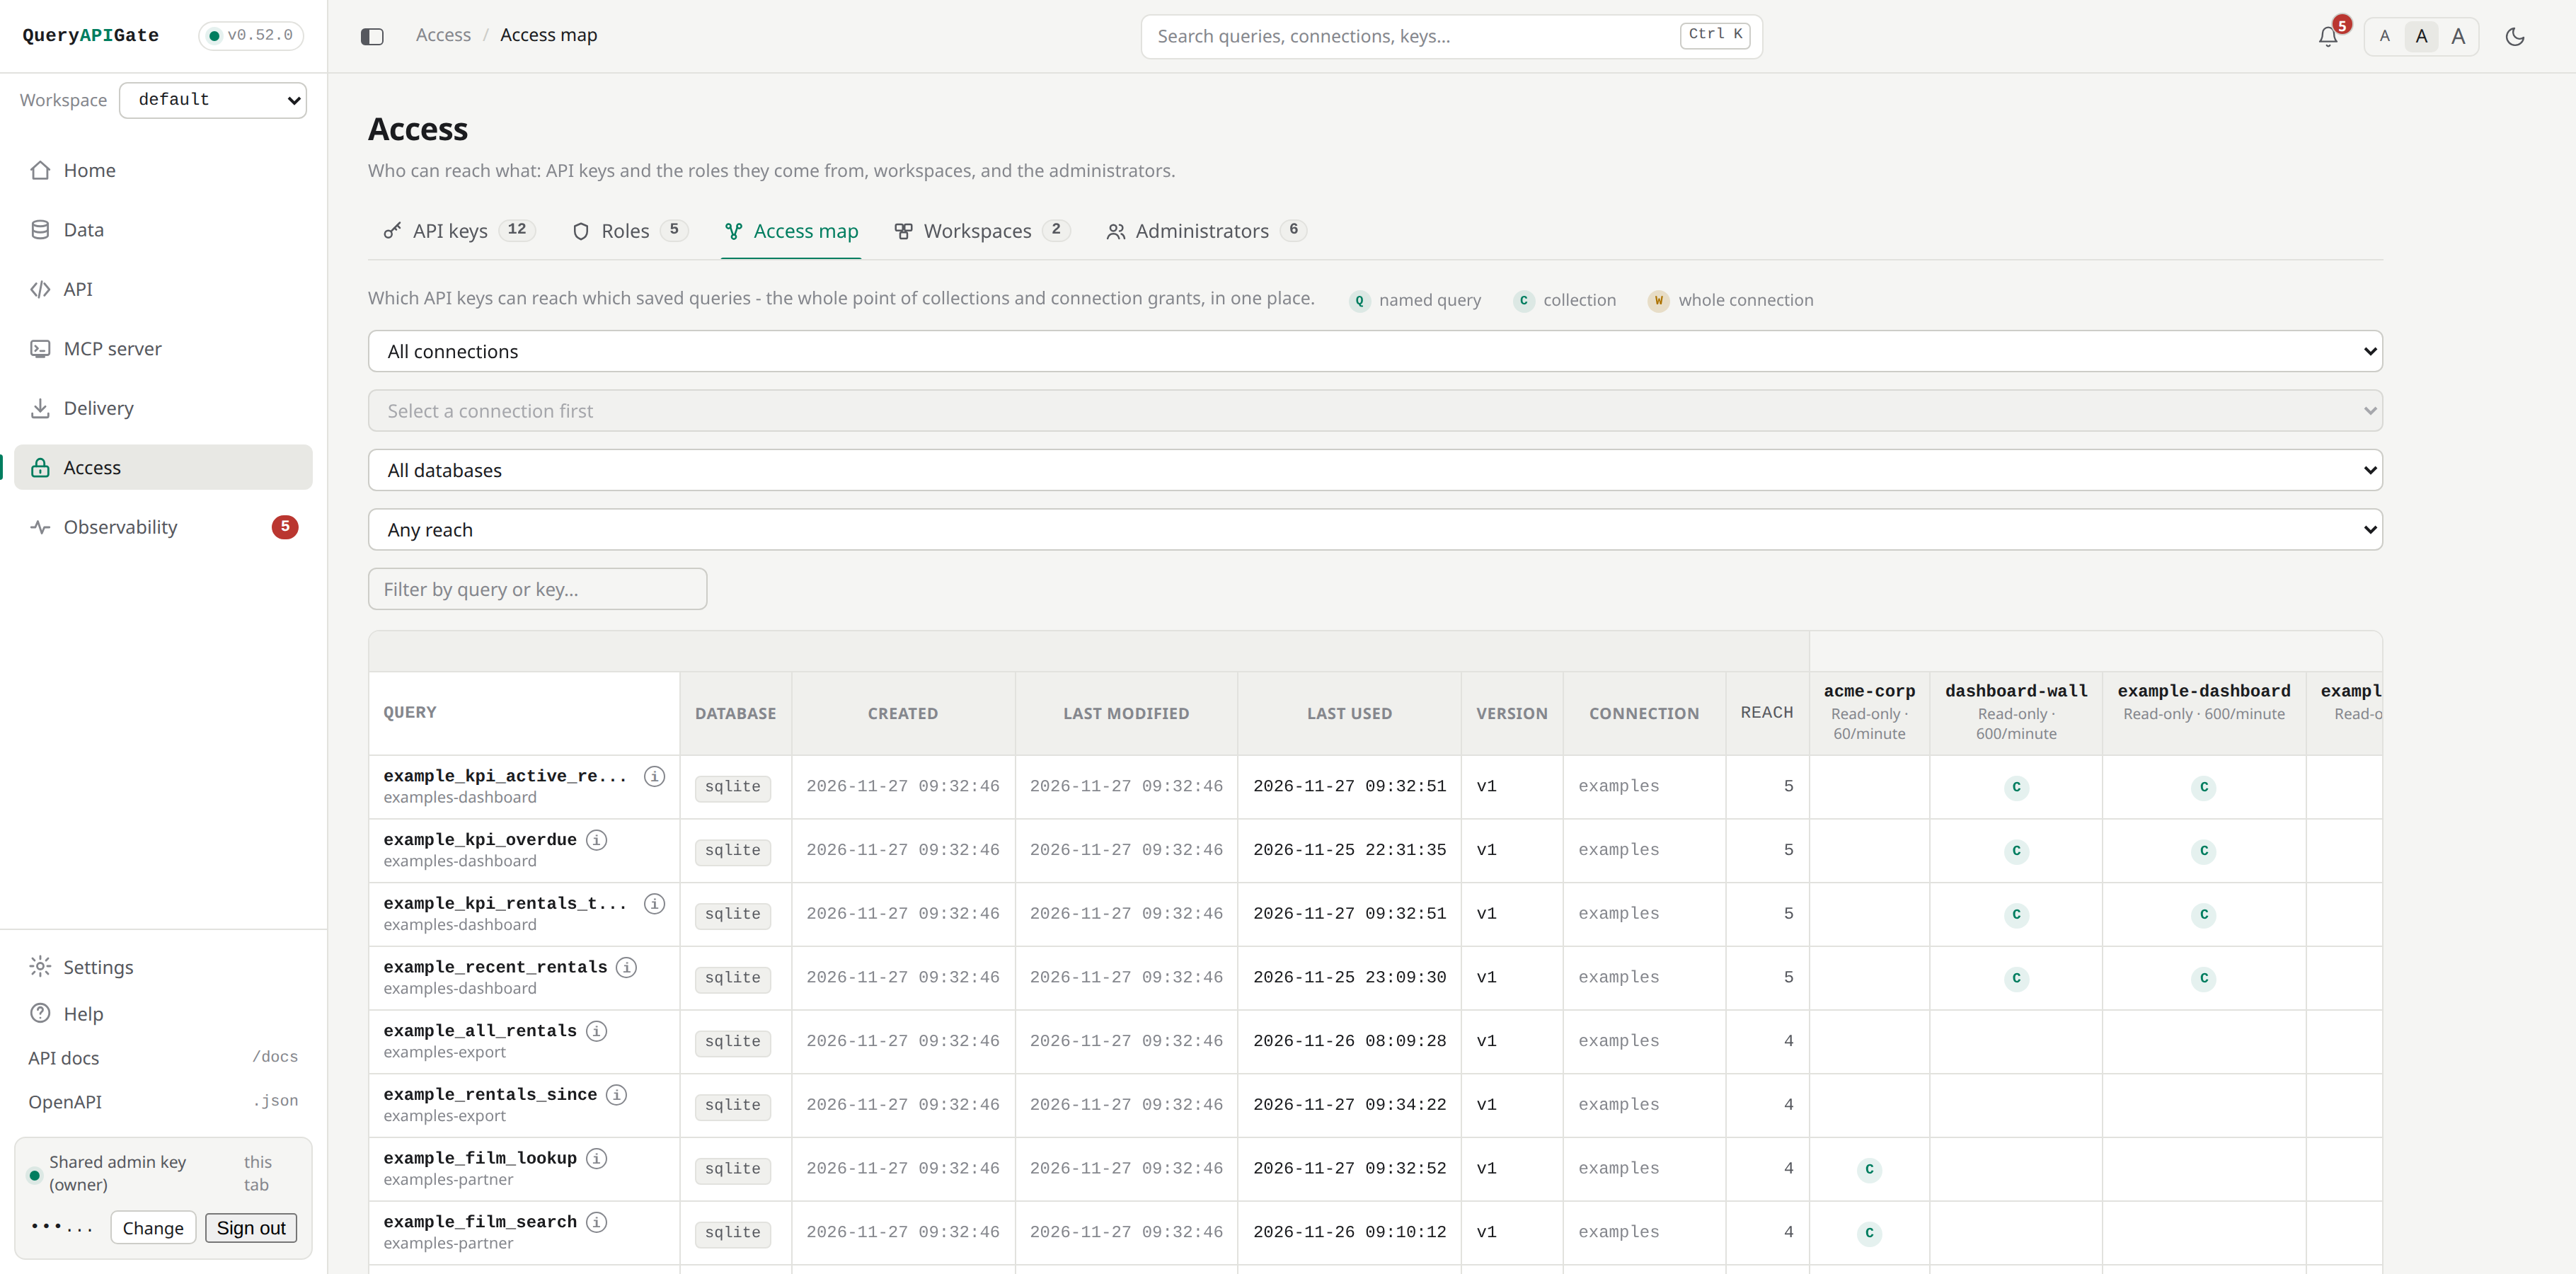 QueryAPIGate
v0.52.0
Access / Access map
Search queries, connections, keys...
Ctrl K
5
A A A
Workspace
default
Home
Data
API
MCP server
Delivery
Access
Observability
5
Settings
Help
API docs /docs
OpenAPI .json
Shared admin key (owner)
this tab
•••...
Change
Sign out
Access
Who can reach what: API keys and the roles they come from, workspaces, and the administrators.
API keys 12
Roles 5
Access map
Workspaces 2
Administrators 6
Which API keys can reach which saved queries - the whole point of collections and connection grants, in one place.
Q named query
C collection
W whole connection
All connections
Select a connection first
All databases
Any reach
Filter by query or key...
QUERY DATABASE CREATED LAST MODIFIED LAST USED VERSION CONNECTION REACH
acme-corp
Read-only · 60/minute
dashboard-wall
Read-only · 600/minute
example-dashboard
Read-only · 600/minute
exampl
Read-o
example_kpi_active_re... i
examples-dashboard
sqlite 2026-11-27 09:32:46 2026-11-27 09:32:46 2026-11-27 09:32:51 v1 examples 5 C C
example_kpi_overdue i
examples-dashboard
sqlite 2026-11-27 09:32:46 2026-11-27 09:32:46 2026-11-25 22:31:35 v1 examples 5 C C
example_kpi_rentals_t... i
examples-dashboard
sqlite 2026-11-27 09:32:46 2026-11-27 09:32:46 2026-11-27 09:32:51 v1 examples 5 C C
example_recent_rentals i
examples-dashboard
sqlite 2026-11-27 09:32:46 2026-11-27 09:32:46 2026-11-25 23:09:30 v1 examples 5 C C
example_all_rentals i
examples-export
sqlite 2026-11-27 09:32:46 2026-11-27 09:32:46 2026-11-26 08:09:28 v1 examples 4
example_rentals_since i
examples-export
sqlite 2026-11-27 09:32:46 2026-11-27 09:32:46 2026-11-27 09:34:22 v1 examples 4
example_film_lookup i
examples-partner
sqlite 2026-11-27 09:32:46 2026-11-27 09:32:46 2026-11-27 09:32:52 v1 examples 4 C
example_film_search i
examples-partner
sqlite 2026-11-27 09:32:46 2026-11-27 09:32:46 2026-11-26 09:10:12 v1 examples 4 C